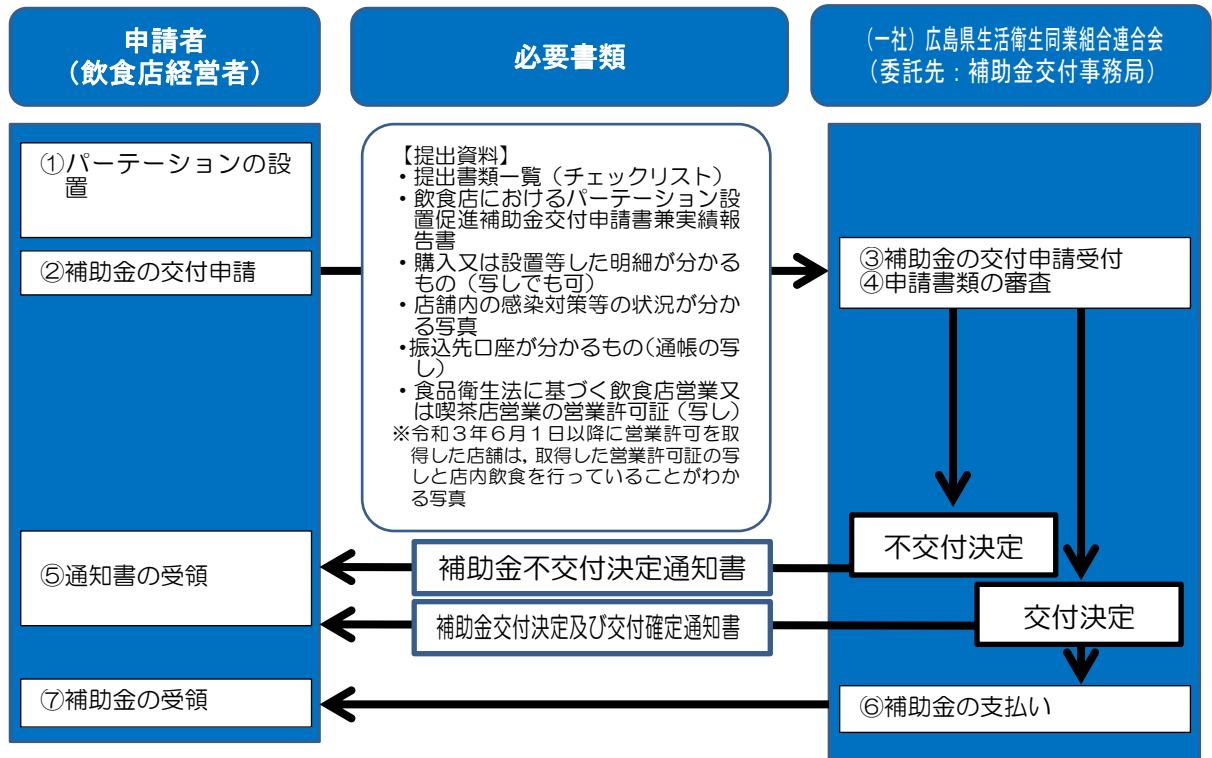 申請者
（飲食店経営者）
必要書類
（一社）広島県生活衛生同業組合連合会
（委託先：補助金交付事務局）
①パーテーションの設
置
②補助金の交付申請
【提出資料】
・提出書類一覧（チェックリスト）
・飲食店におけるパーテーション設
置促進補助金交付申請書兼実績報
告書
・購入又は設置等した明細が分かる
もの（写しでも可）
・店舗内の感染対策等の状況が分か
る写真
・振込先口座が分かるもの（通帳の写
し）
・食品衛生法に基づく飲食店営業又
は喫茶店営業の営業許可証（写し）
※令和３年６月１日以降に営業許可を取
得した店舗は，取得した営業許可証の写
しと店内飲食を行っていることがわか
る写真
③補助金の交付申請受付
④申請書類の審査
不交付決定
補助金不交付決定通知書
⑤通知書の受領
交付決定
補助金交付決定及び交付確定通知書
⑥補助金の支払い
⑦補助金の受領